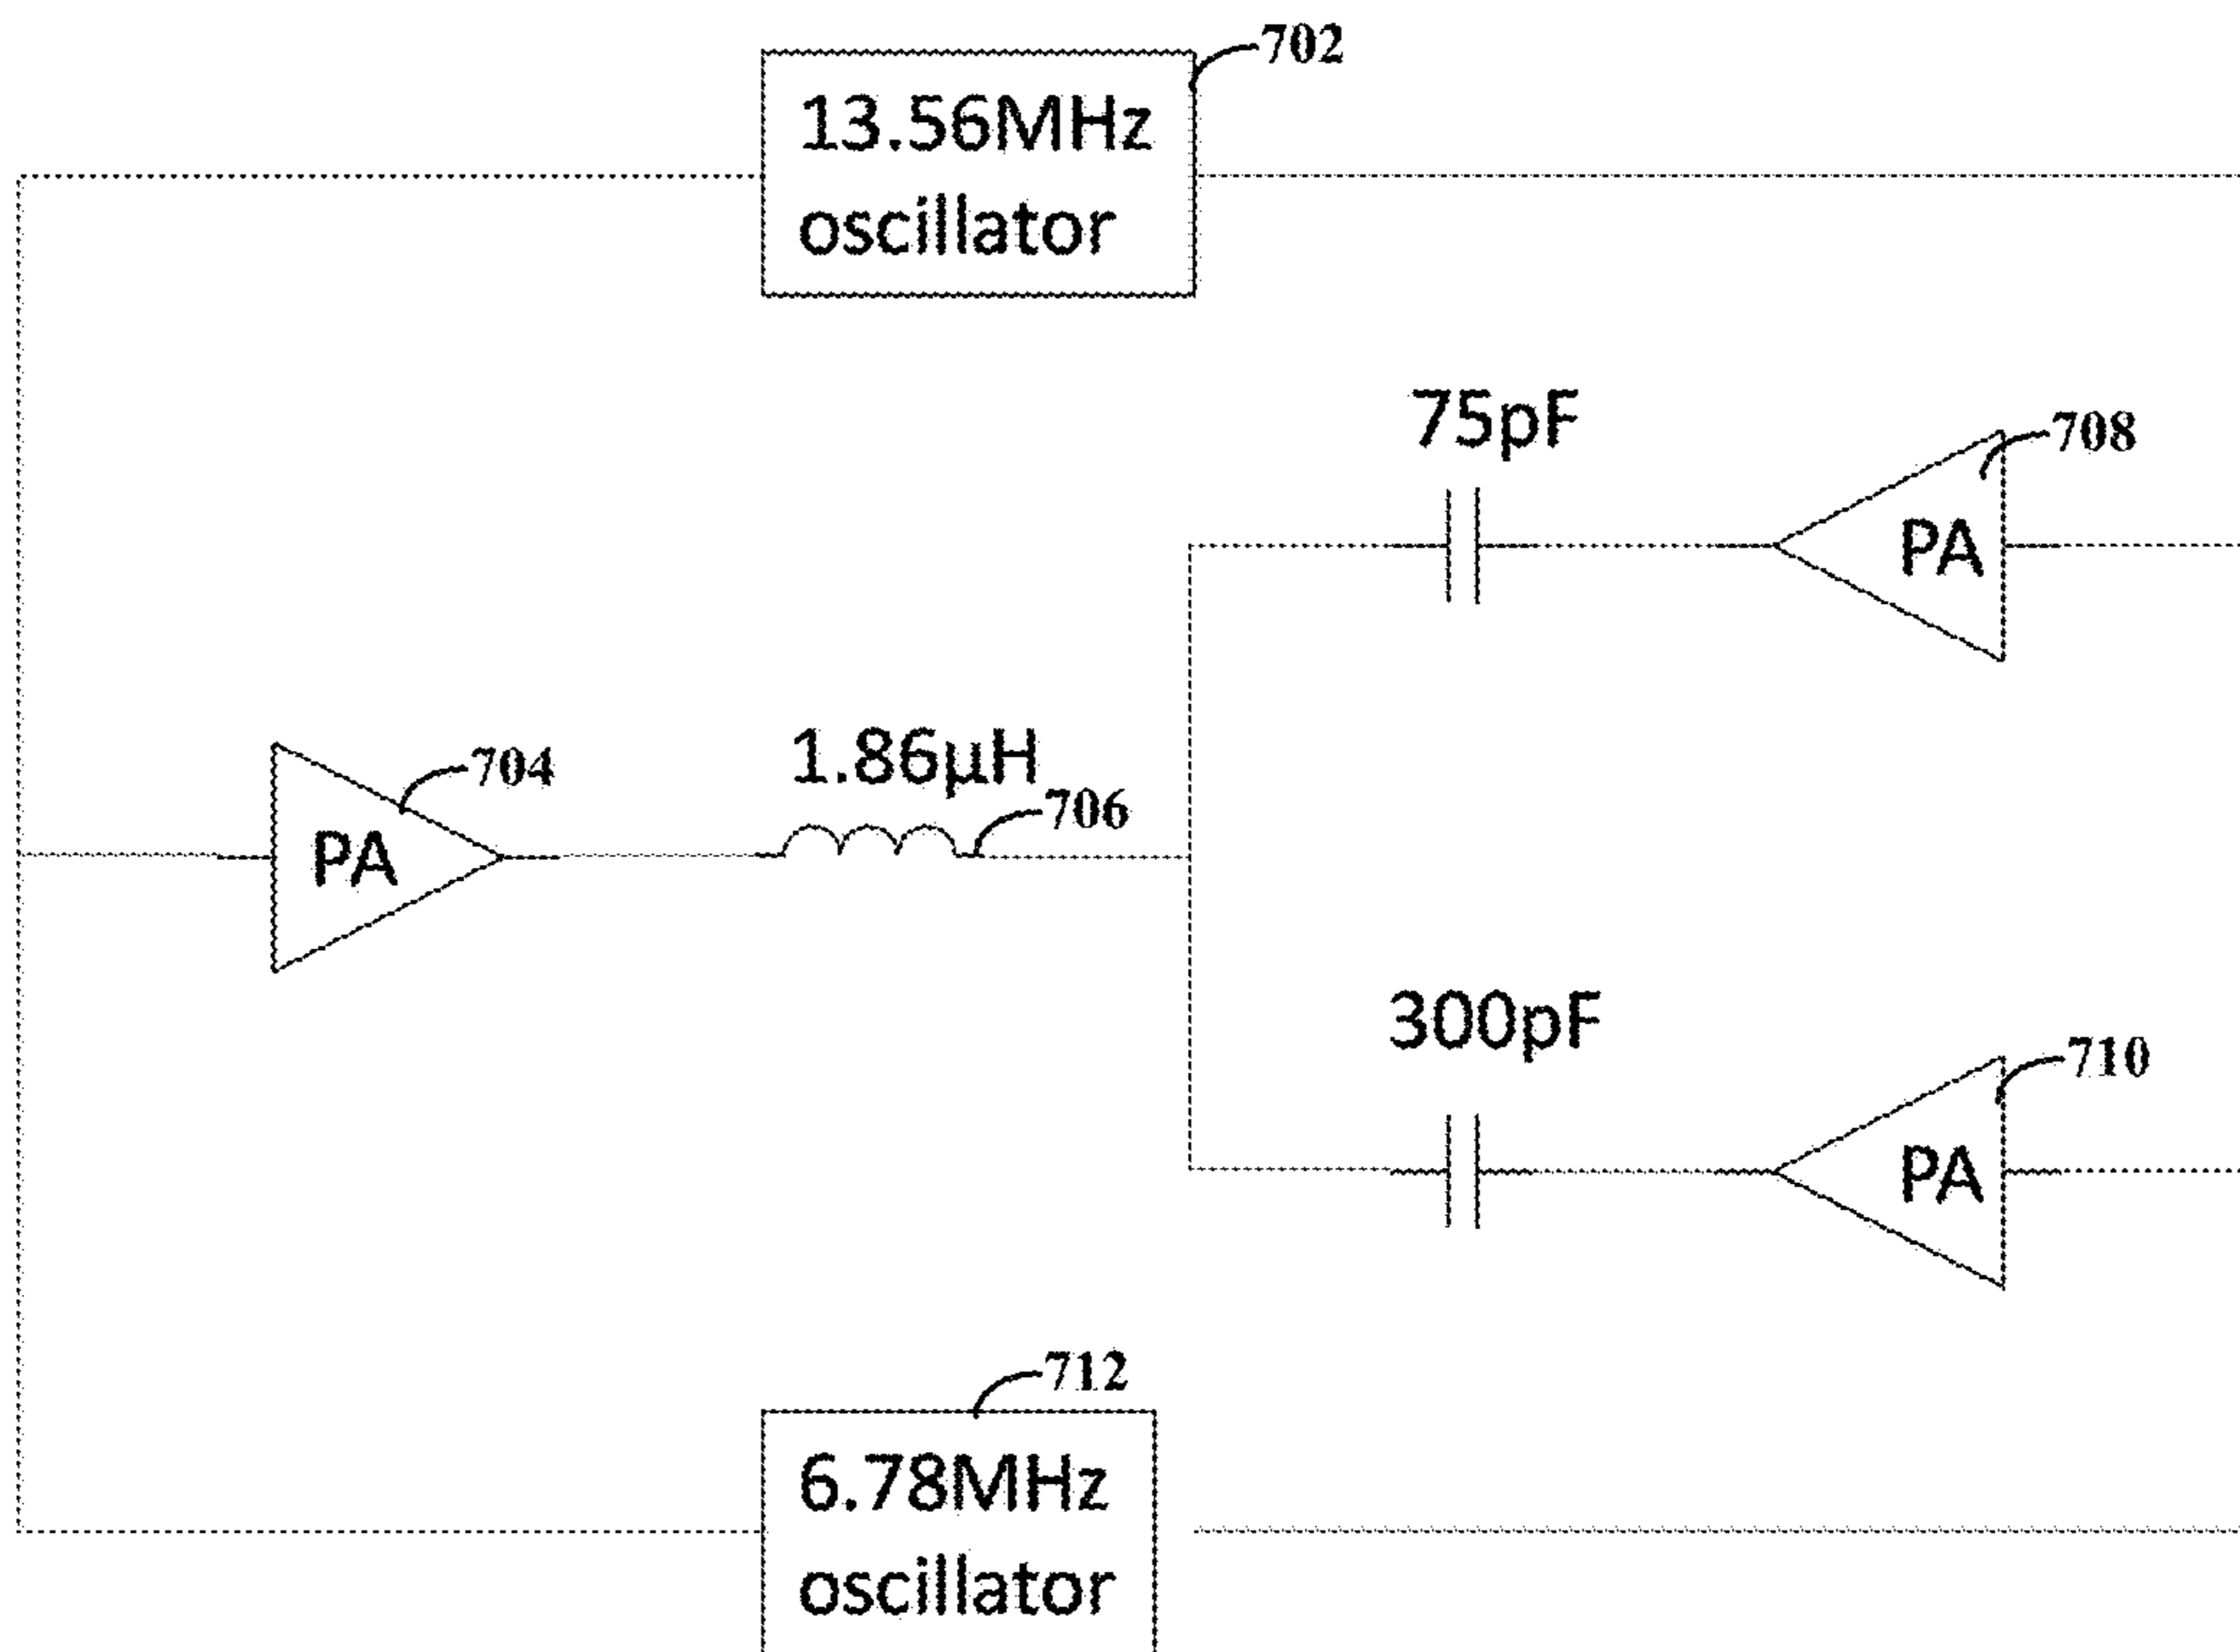 702
13.56MHz
oscillator
75pF
708
PA
1.86µH
704
706
PA
300pF
710
PA
712
6.78MHz
oscillator